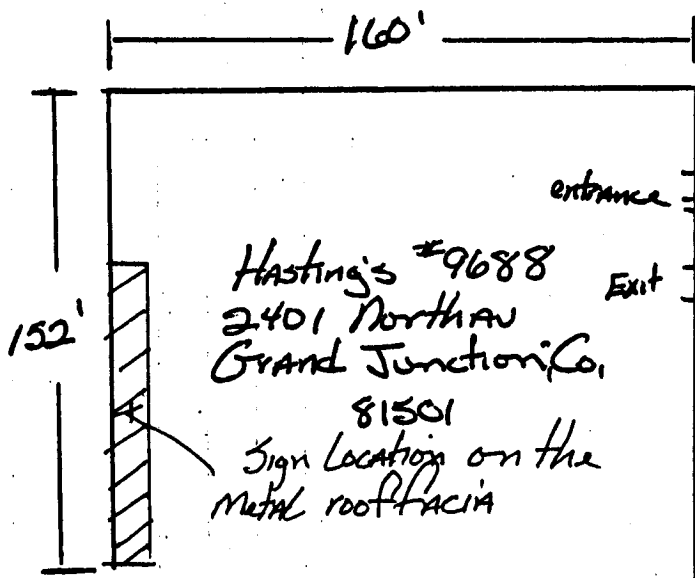 160'
entrance
Hasting's #9688
Exit
2401 North Av
Grand Junction, Co,
152'
81501
Sign Location on the
Metal roof facia